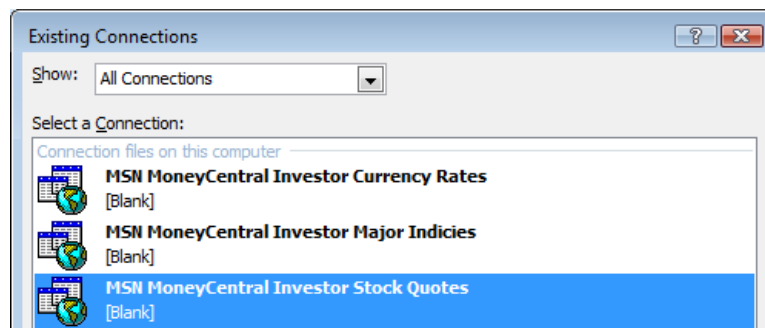 Existing Connections
Show: All Connections
Select a Connection:
Connection files on this computer
MSN MoneyCentral Investor Currency Rates
[Blank]
MSN MoneyCentral Investor Major Indicies
[Blank]
MSN MoneyCentral Investor Stock Quotes
[Blank]